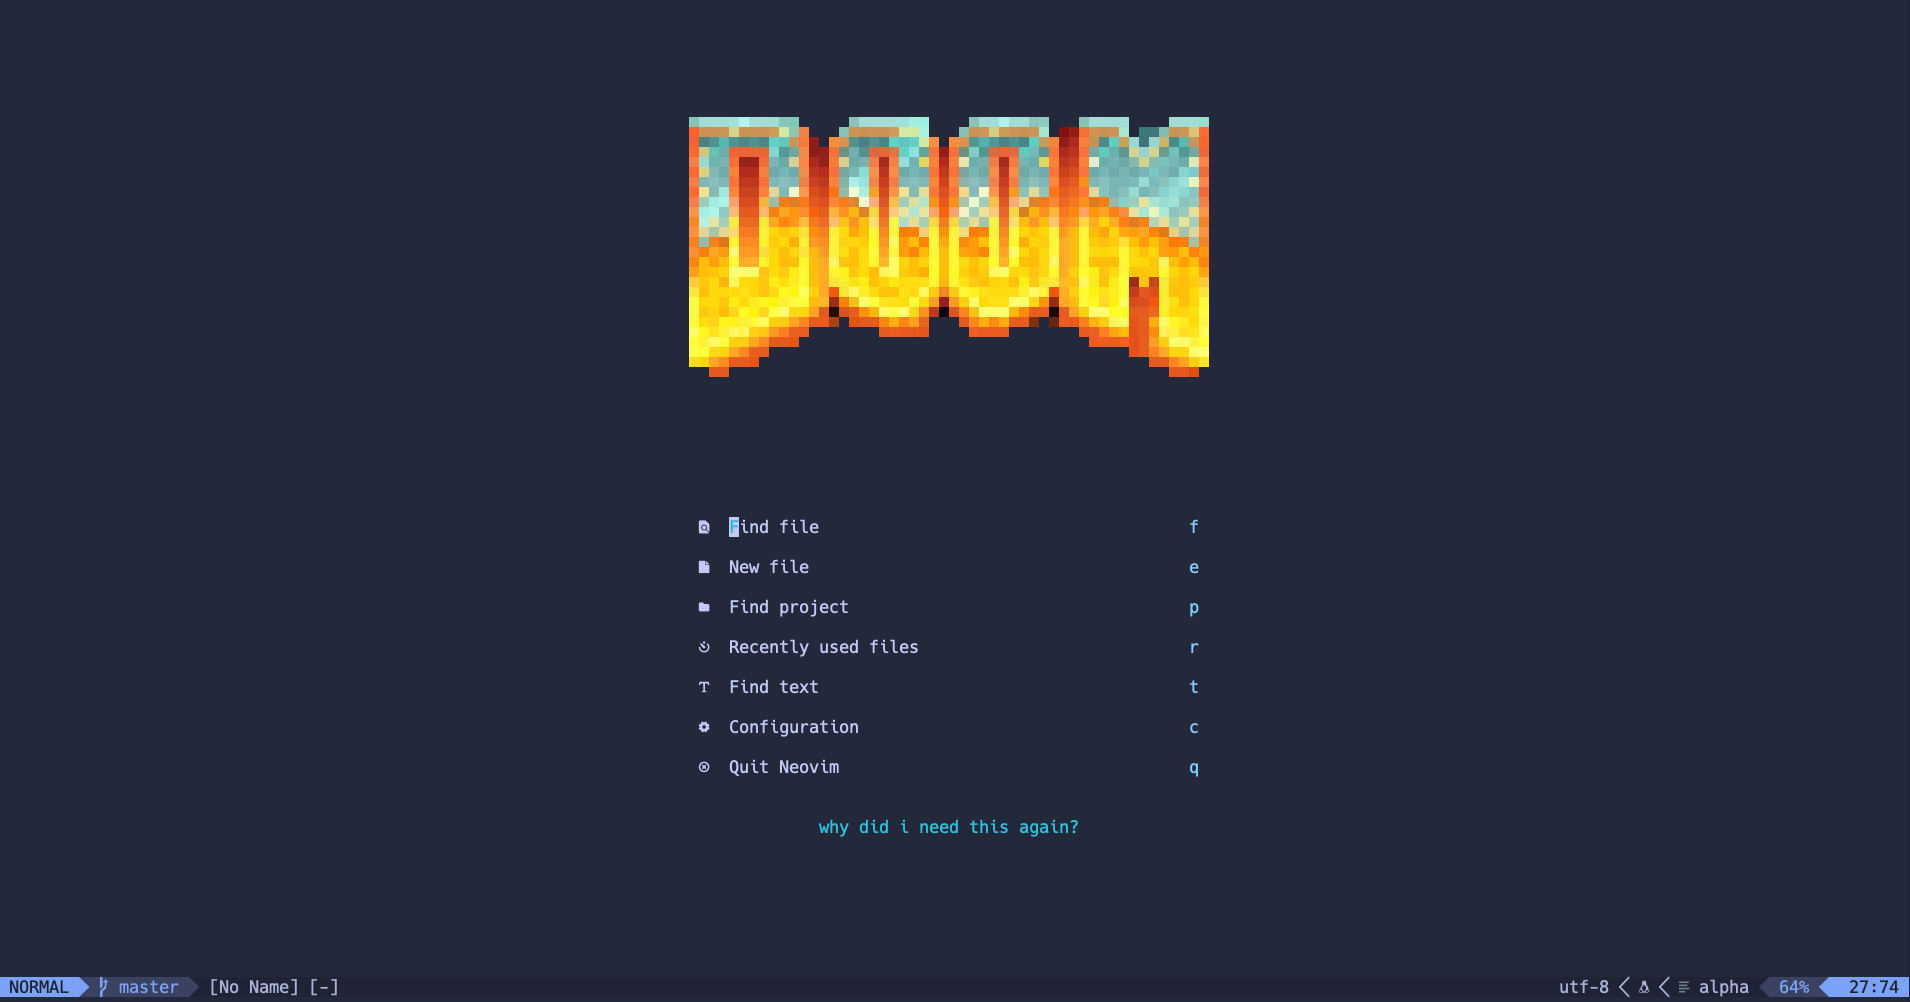 DOOM
Find file f
New file e
Find project p
Recently used files r
Find text t
Configuration c
Quit Neovim q
why did i need this again?
NORMAL master [No Name] [-] utf-8 alpha 64% 27:74